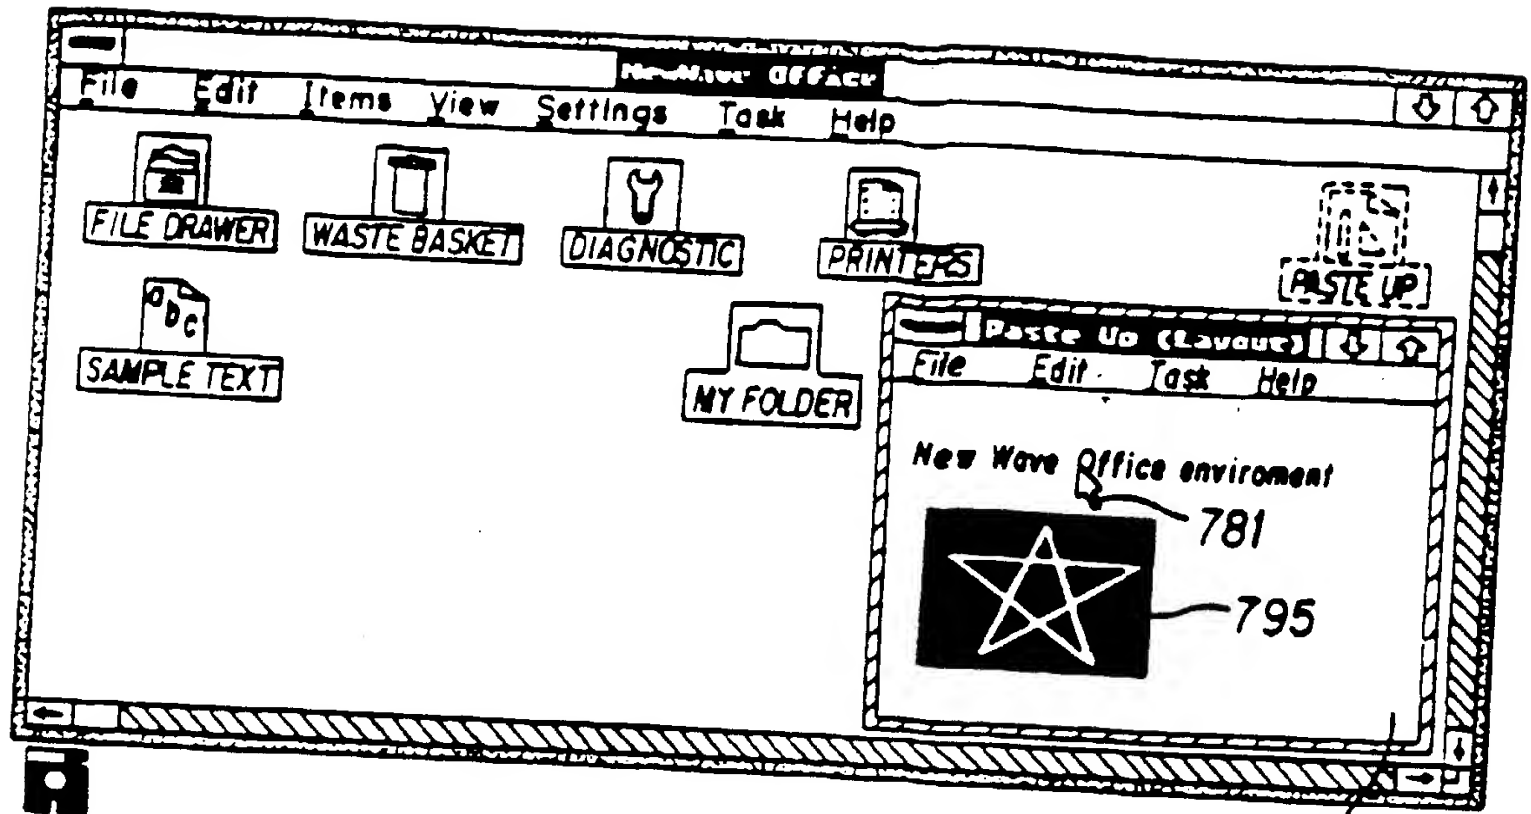 NewWave Office
File Edit Items View Settings Task Help
FILE DRAWER WASTE BASKET DIAGNOSTIC PRINTERS PASTE UP
abc
SAMPLE TEXT MY FOLDER
Paste Up (Layout)
File Edit Task Help
New Wave Office enviroment
781
795